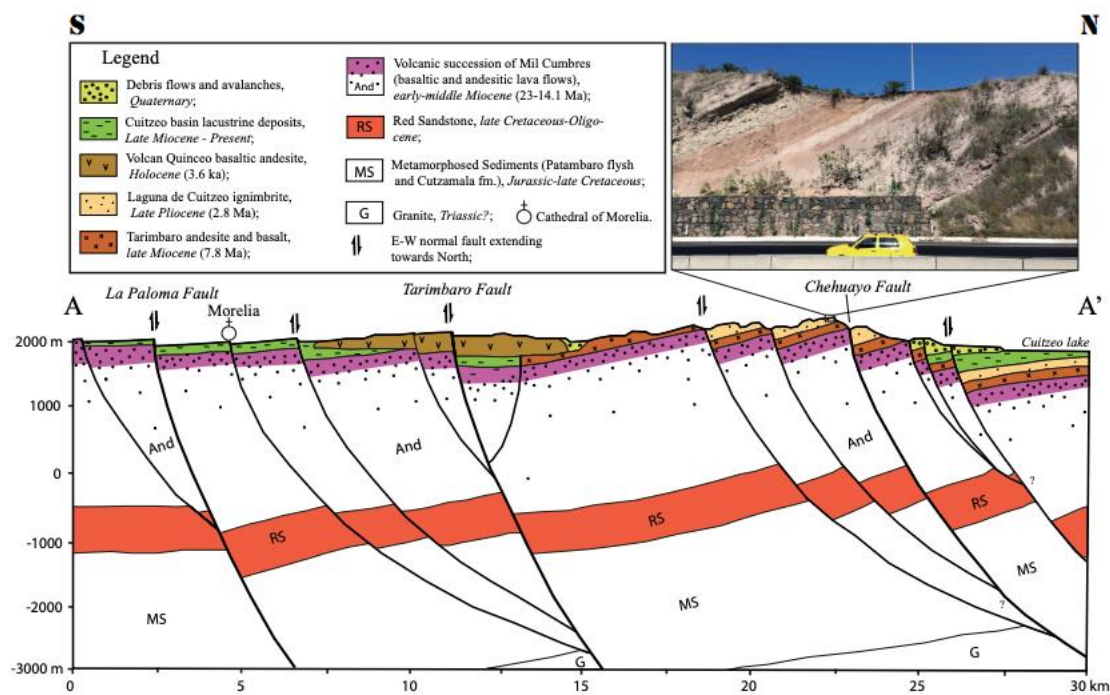 S
N
Legend
Debris flows and avalanches,
Quaternary;
Cuitzeo basin lacustrine deposits,
Late Miocene - Present;
Volcan Quinceo basaltic andesite,
Holocene (3.6 ka);
Laguna de Cuitzeo ignimbrite,
Late Pliocene (2.8 Ma);
Tarimbaro andesite and basalt,
late Miocene (7.8 Ma);
And
Volcanic succession of Mil Cumbres
(basaltic and andesitic lava flows),
early-middle Miocene (23-14.1 Ma);
RS
Red Sandstone, late Cretaceous-Oligo-
cene;
MS
Metamorphosed Sediments (Patambaro flysh
and Cutzamala fm.), Jurassic-late Cretaceous;
G
Granite, Triassic?;
Cathedral of Morelia.
E-W normal fault extending
towards North;
A
La Paloma Fault
Morelia
Tarimbaro Fault
Chehuayo Fault
A'
2000 m
Cuitzeo lake
1000
And
And
And
0
?
RS
RS
RS
-1000
MS
MS
MS
-2000
?
G
G
-3000 m
0
5
10
15
20
25
30 km